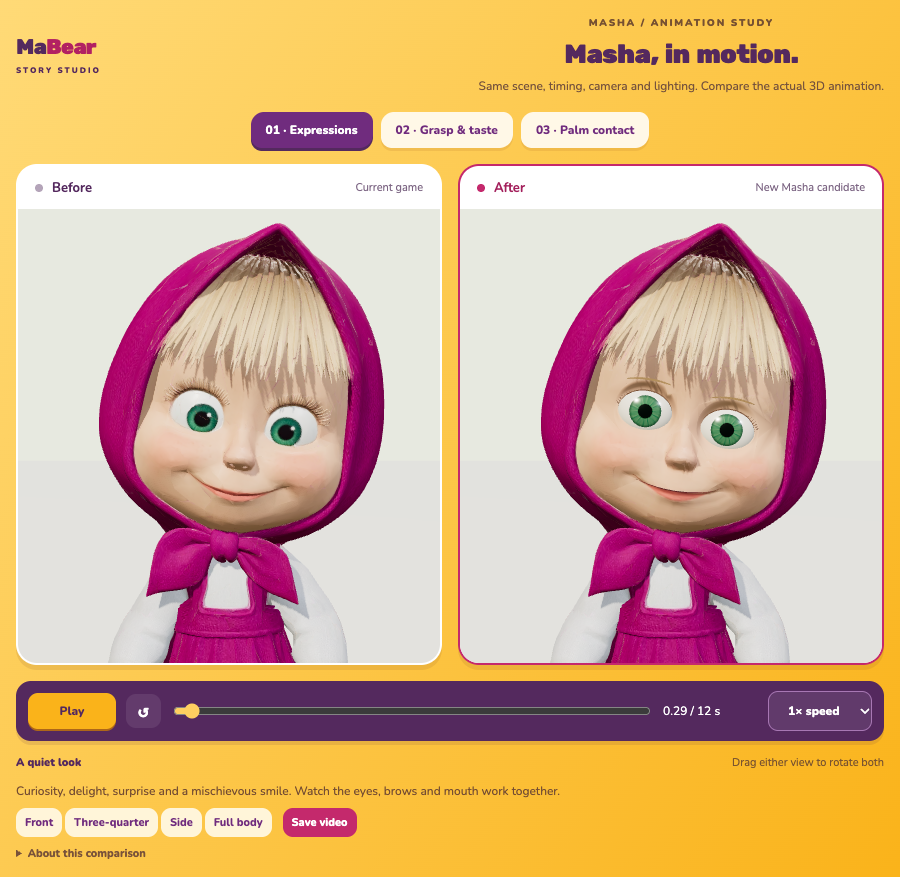 MaBear
STORY STUDIO
MASHA / ANIMATION STUDY
Masha, in motion.
Same scene, timing, camera and lighting. Compare the actual 3D animation.
01 · Expressions
02 · Grasp & taste
03 · Palm contact
Before
Current game
After
New Masha candidate
Play
↺
0.29 / 12 s
1× speed
A quiet look
Drag either view to rotate both
Curiosity, delight, surprise and a mischievous smile. Watch the eyes, brows and mouth work together.
Front
Three-quarter
Side
Full body
Save video
About this comparison